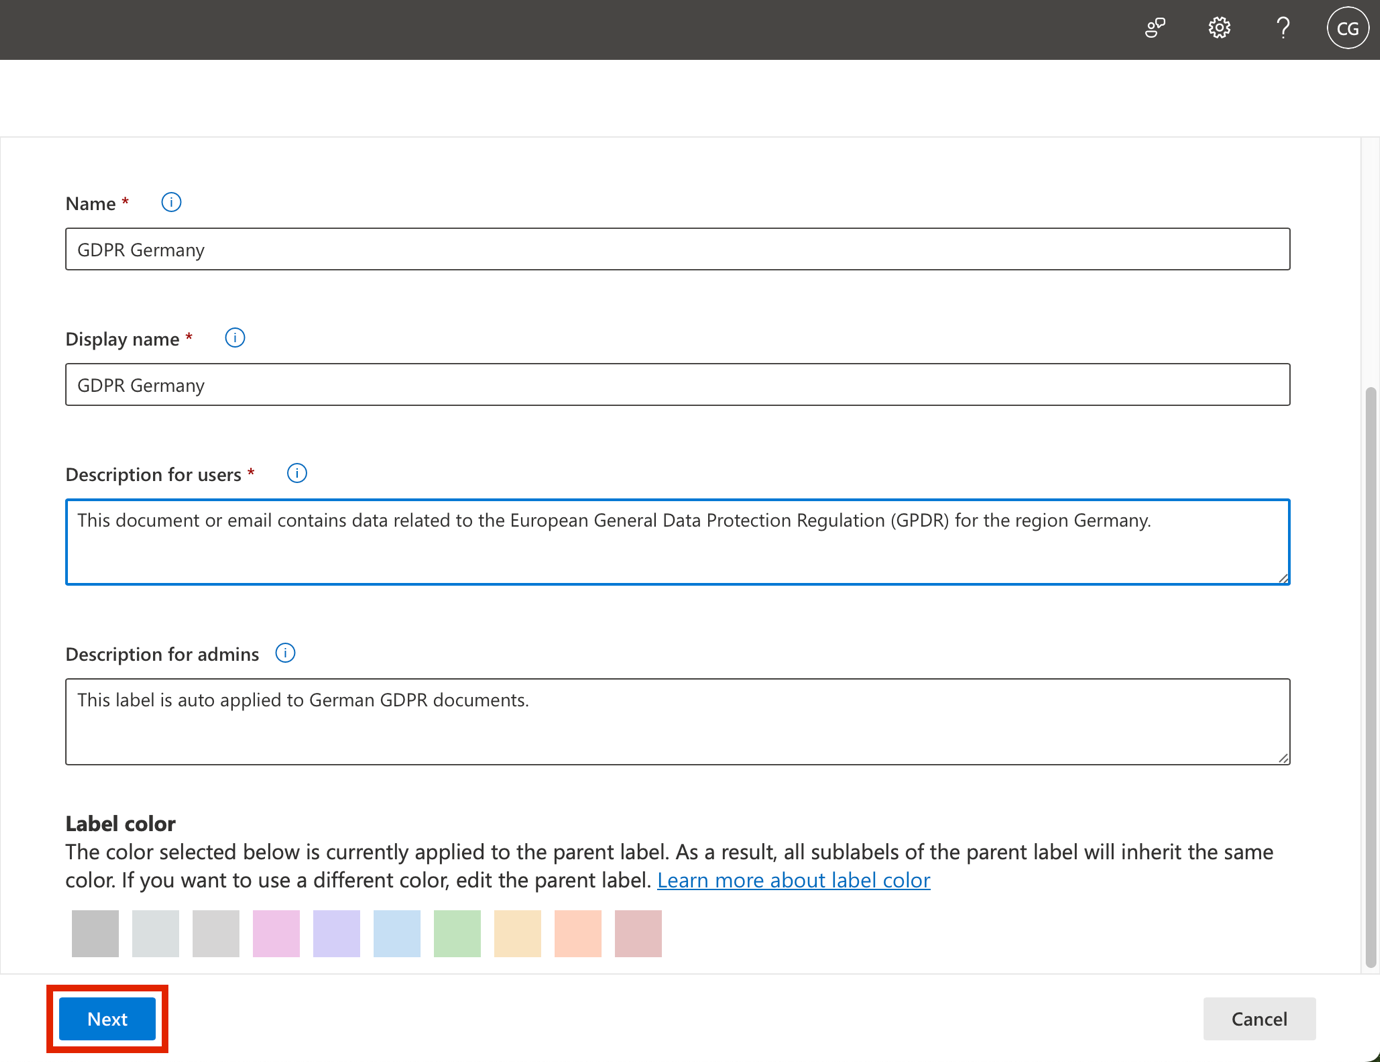 CG
Name *
GDPR Germany
Display name *
GDPR Germany
Description for users *
This document or email contains data related to the European General Data Protection Regulation (GPDR) for the region Germany.
Description for admins
This label is auto applied to German GDPR documents.
Label color
The color selected below is currently applied to the parent label. As a result, all sublabels of the parent label will inherit the same
color. If you want to use a different color, edit the parent label. Learn more about label color
Next
Cancel